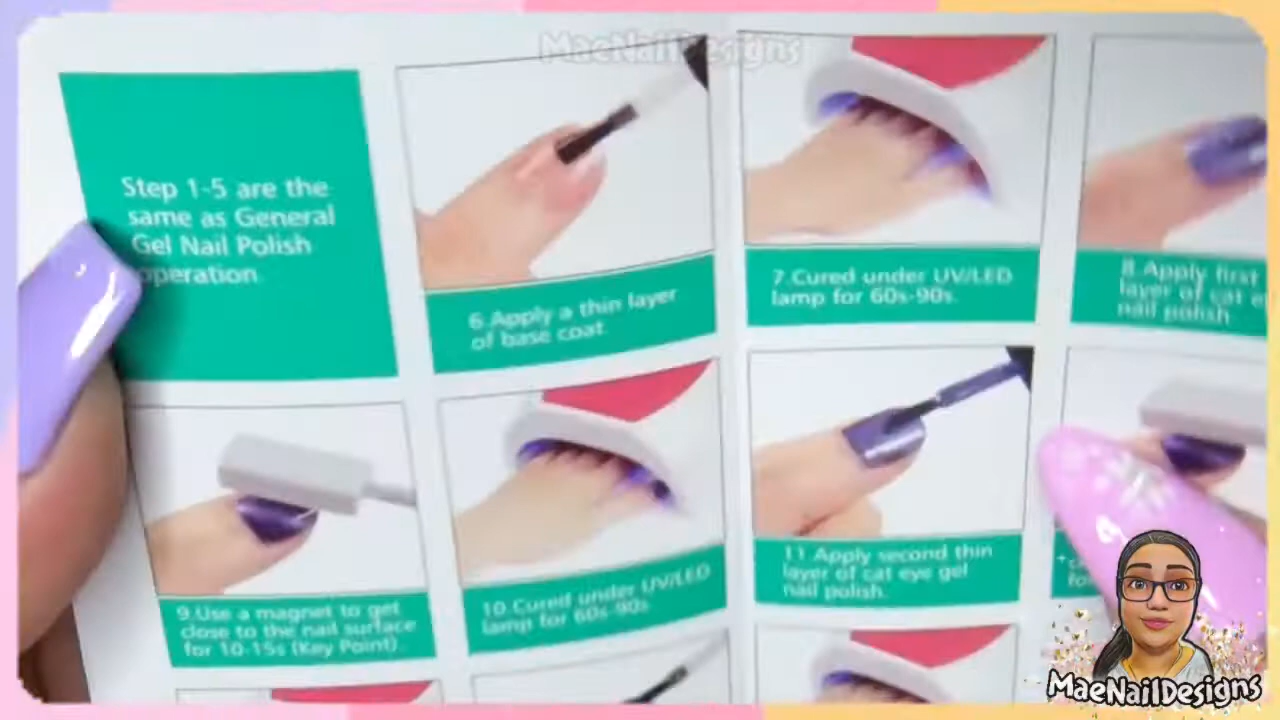 MaeNailDesigns
Step 1-5 are the
same as General
Gel Nail Polish
operation
6.Apply a thin layer
of base coat
7.Cured under UV/LED
lamp for 60s-90s.
8.Apply first
layer of cat
nail polish
9.Use a magnet to get
close to the nail surface
for 10-15s (Key Point).
10.Cured under UV/LED
lamp for 60s-90s
11.Apply second thin
layer of cat eye gel
nail polish.
MaeNailDesigns